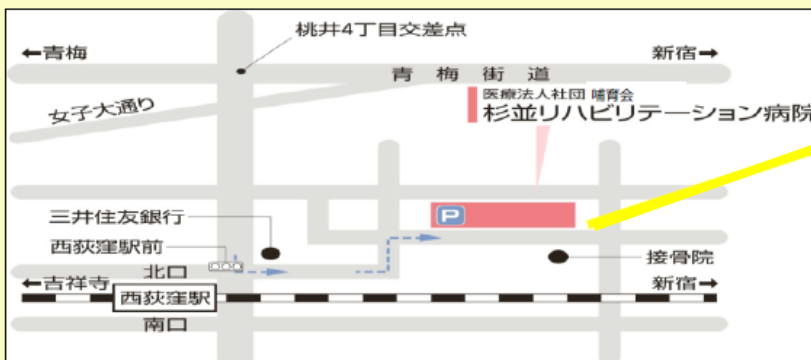 桃井4丁目交差点
←青梅
新宿→
青梅街道
女子大通り
医療法人社団 哺育会
杉並リハビリテーション病院
P
三井住友銀行
西荻窪駅前
北口
接骨院
←吉祥寺
新宿→
西荻窪駅
南口